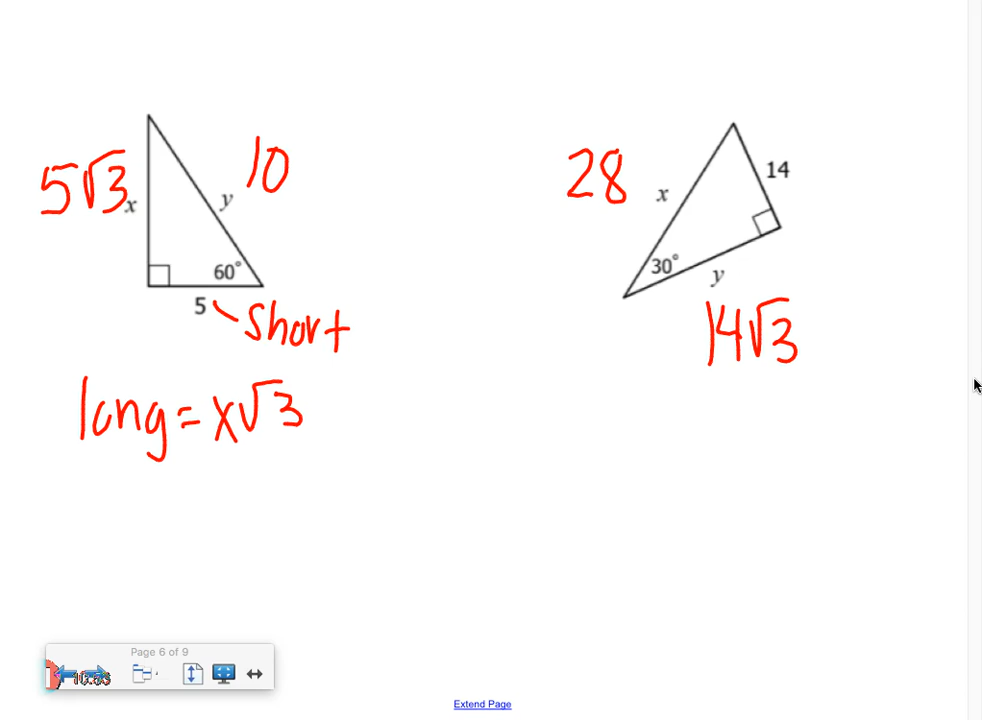 5√3
x
10
y
60°
5
short
long = x√3
28
x
14
30°
y
14√3
Page 6 of 9
Extend Page